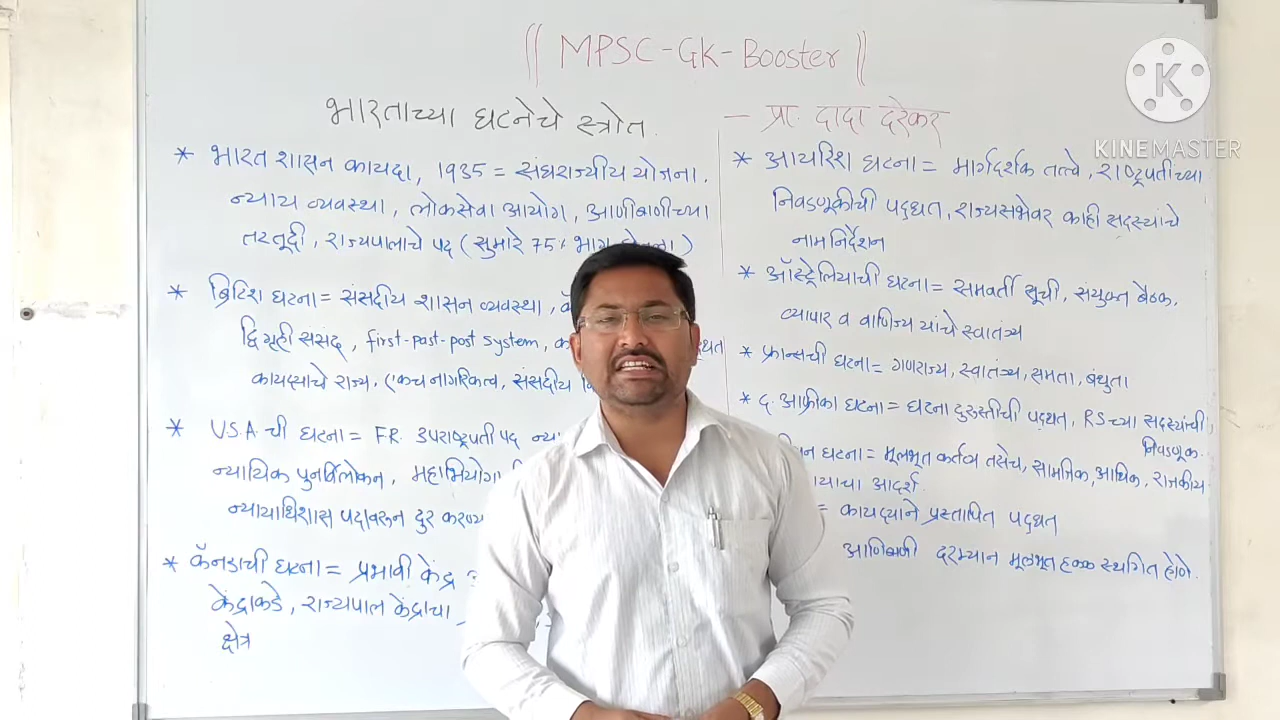 || MPSC-GK-Booster ||
भारताच्या घटनेचे स्त्रोत.
- प्रा. दादा दरेकर
* भारत शासन कायदा, 1935 = संघराज्यीय योजना,
न्याय व्यवस्था, लोकसेवा आयोग, आणीबाणीच्या
तरतूदी, राज्यपालाचे पद (सुमारे 75% भाग
* ब्रिटिश घटना = संसदीय शासन व्यवस्था,
द्विगृही संसद, first-past-post system,
कायद्याचे राज्य, एकच नागरिकत्व, संसदीय
* U.S.A. ची घटना = F.R. उपराष्ट्रपती पद
न्यायिक पुनर्विलोकन, महाभियोग
न्यायाधिशास पदावरून दुर
* कॅनडाची घटना = प्रभावी केंद्र
केंद्राकडे, राज्यपाल केंद्राचा
क्षेत्र
* आयरिश घटना = मार्गदर्शक तत्वे, राष्ट्रपतींच्या
निवडणूकीची पद्धत, राज्यसभेवर काही सदस्यांचे
नामनिर्देशन
* ऑस्ट्रेलियाची घटना = समवर्ती सूची, संयुक्त बैठक,
व्यापार व वाणिज्य यांचे स्वातंत्र्य
* फ्रान्सची घटना = गणराज्य, स्वातंत्र्य, समता, बंधुता
* द. आफ्रीका घटना = घटना दुरुस्तीची पद्धत, RS च्या सदस्यांची
निवडणूक.
घटना = मूलभूत कर्तव्य तसेच, सामाजिक, आर्थिक, राजकीय
आदर्श.
= कायद्याने प्रस्तापित पद्धत
आणिबाणी दरम्यान मूलभूत हक्क स्थगित होणे.
K
KINEMASTER